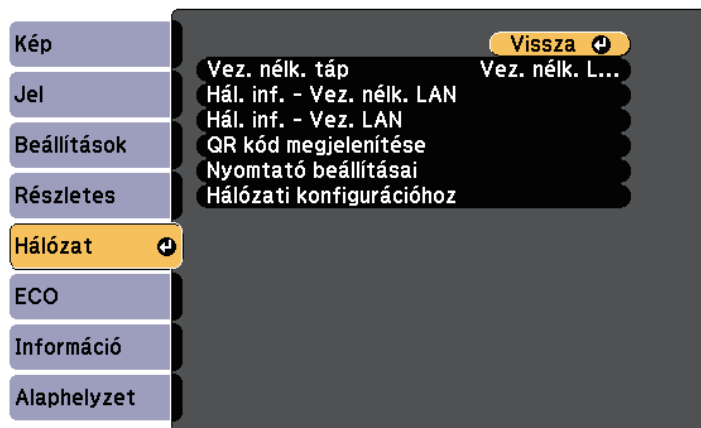 Kép
Jel
Beállítások
Részletes
Hálózat
ECO
Információ
Alaphelyzet
Vissza
Vez. nélk. táp Vez. nélk. L...
Hál. inf. - Vez. nélk. LAN
Hál. inf. - Vez. LAN
QR kód megjelenítése
Nyomtató beállításai
Hálózati konfigurációhoz